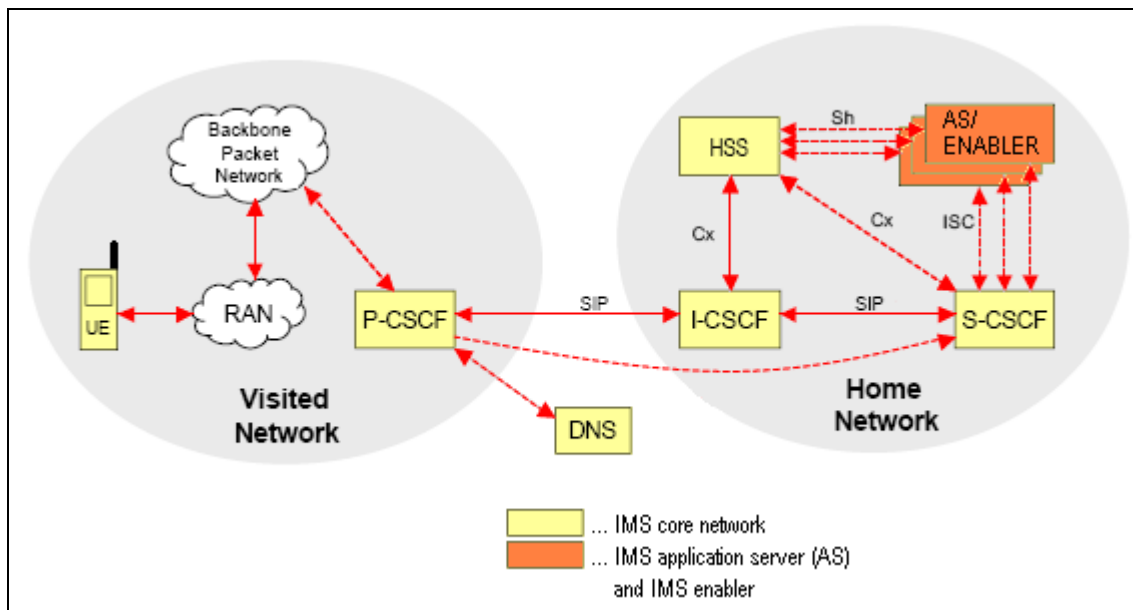 Backbone
Packet
Network
UE
RAN
P-CSCF
Visited
Network
SIP
DNS
HSS
Sh
AS/
ENABLER
Cx
Cx
ISC
I-CSCF
SIP
S-CSCF
Home
Network
... IMS core network
... IMS application server (AS)
and IMS enabler